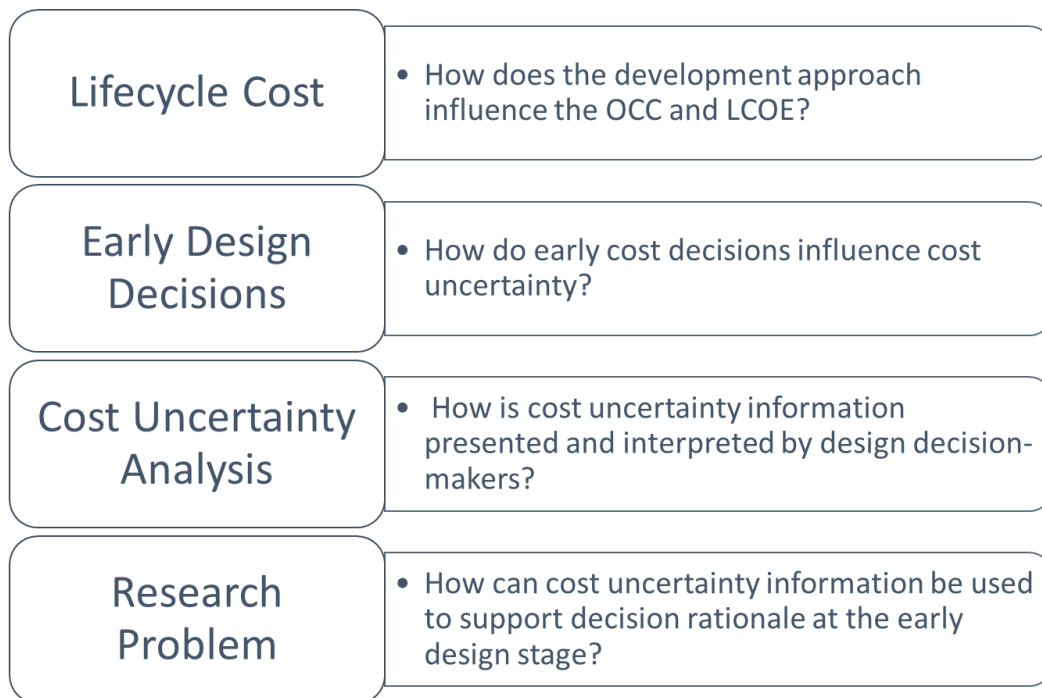 Lifecycle Cost
• How does the development approach
influence the OCC and LCOE?
Early Design
Decisions
• How do early cost decisions influence cost
uncertainty?
Cost Uncertainty
Analysis
• How is cost uncertainty information
presented and interpreted by design decision-
makers?
Research
Problem
• How can cost uncertainty information be used
to support decision rationale at the early
design stage?